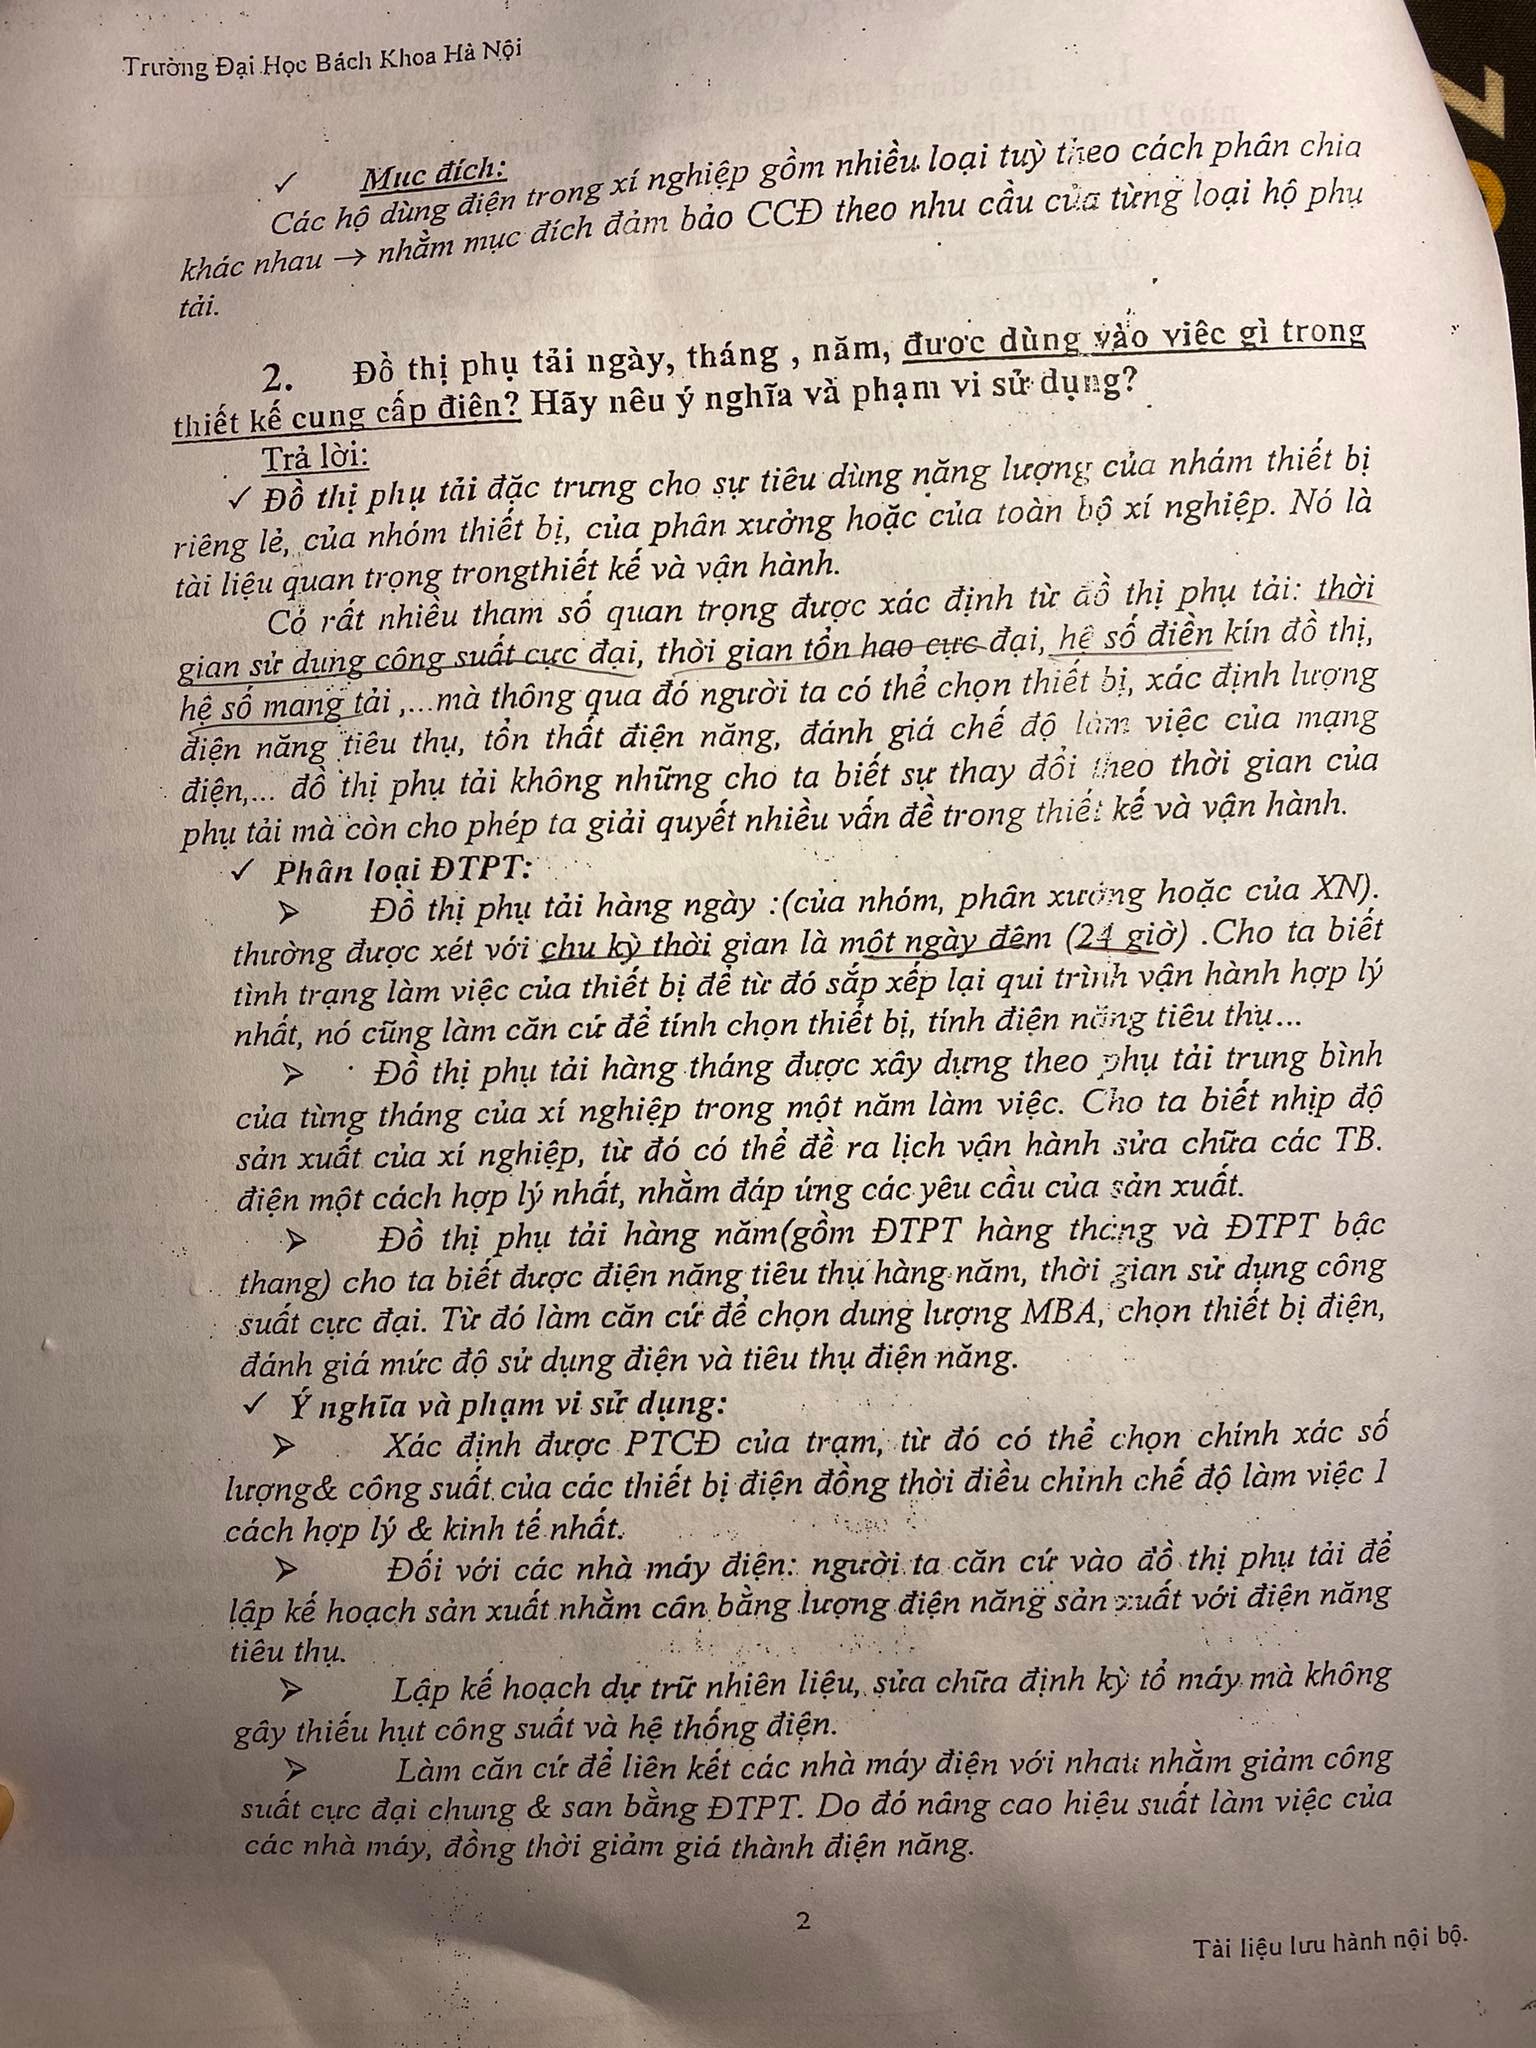 Trường Đại Học Bách Khoa Hà Nội
✓ Mục đích:
Các hộ dùng điện trong xí nghiệp gồm nhiều loại tuỳ theo cách phân chia
khác nhau → nhằm mục đích đảm bảo CCĐ theo nhu cầu của từng loại hộ phụ
tải.
2. Đồ thị phụ tải ngày, tháng , năm, được dùng vào việc gì trong
thiết kế cung cấp điện? Hãy nêu ý nghĩa và phạm vi sử dụng?
Trả lời:
✓ Đồ thị phụ tải đặc trưng cho sự tiêu dùng năng lượng của nhám thiết bị
riêng lẻ, của nhóm thiết bị, của phân xưởng hoặc của toàn bộ xí nghiệp. Nó là
tài liệu quan trọng trongthiết kế và vận hành.
Có rất nhiều tham số quan trọng được xác định từ đồ thị phụ tải: thời
gian sử dụng công suất cực đại, thời gian tổn hao cực đại, hệ số điền kín đồ thị,
hệ số mang tải ,...mà thông qua đó người ta có thể chọn thiết bị, xác định lượng
điện năng tiêu thụ, tổn thất điện năng, đánh giá chế độ làm việc của mạng
điện,... đồ thị phụ tải không những cho ta biết sự thay đổi theo thời gian của
phụ tải mà còn cho phép ta giải quyết nhiều vấn đề trong thiết kế và vận hành.
✓ Phân loại ĐTPT:
➢ Đồ thị phụ tải hàng ngày :(của nhóm, phân xưởng hoặc của XN).
thường được xét với chu kỳ thời gian là một ngày đêm (24 giờ) .Cho ta biết
tình trạng làm việc của thiết bị để từ đó sắp xếp lại qui trình vận hành hợp lý
nhất, nó cũng làm căn cứ để tính chọn thiết bị, tính điện năng tiêu thụ...
➢ Đồ thị phụ tải hàng tháng được xây dựng theo phụ tải trung bình
của từng tháng của xí nghiệp trong một năm làm việc. Cho ta biết nhịp độ
sản xuất của xí nghiệp, từ đó có thể đề ra lịch vận hành sửa chữa các TB.
điện một cách hợp lý nhất, nhằm đáp ứng các yêu cầu của sản xuất.
➢ Đồ thị phụ tải hàng năm(gồm ĐTPT hàng tháng và ĐTPT bậc
thang) cho ta biết được điện năng tiêu thụ hàng năm, thời gian sử dụng công
suất cực đại. Từ đó làm căn cứ để chọn dung lượng MBA, chọn thiết bị điện,
đánh giá mức độ sử dụng điện và tiêu thụ điện năng.
✓ Ý nghĩa và phạm vi sử dụng:
➢ Xác định được PTCĐ của trạm, từ đó có thể chọn chính xác số
lượng& công suất của các thiết bị điện đồng thời điều chỉnh chế độ làm việc 1
cách hợp lý & kinh tế nhất.
➢ Đối với các nhà máy điện: người ta căn cứ vào đồ thị phụ tải để
lập kế hoạch sản xuất nhằm cân bằng lượng điện năng sản xuất với điện năng
tiêu thụ.
➢ Lập kế hoạch dự trữ nhiên liệu, sửa chữa định kỳ tổ máy mà không
gây thiếu hụt công suất và hệ thống điện.
➢ Làm căn cứ để liên kết các nhà máy điện với nhau nhằm giảm công
suất cực đại chung & san bằng ĐTPT. Do đó nâng cao hiệu suất làm việc của
các nhà máy, đồng thời giảm giá thành điện năng.
2
Tài liệu lưu hành nội bộ.